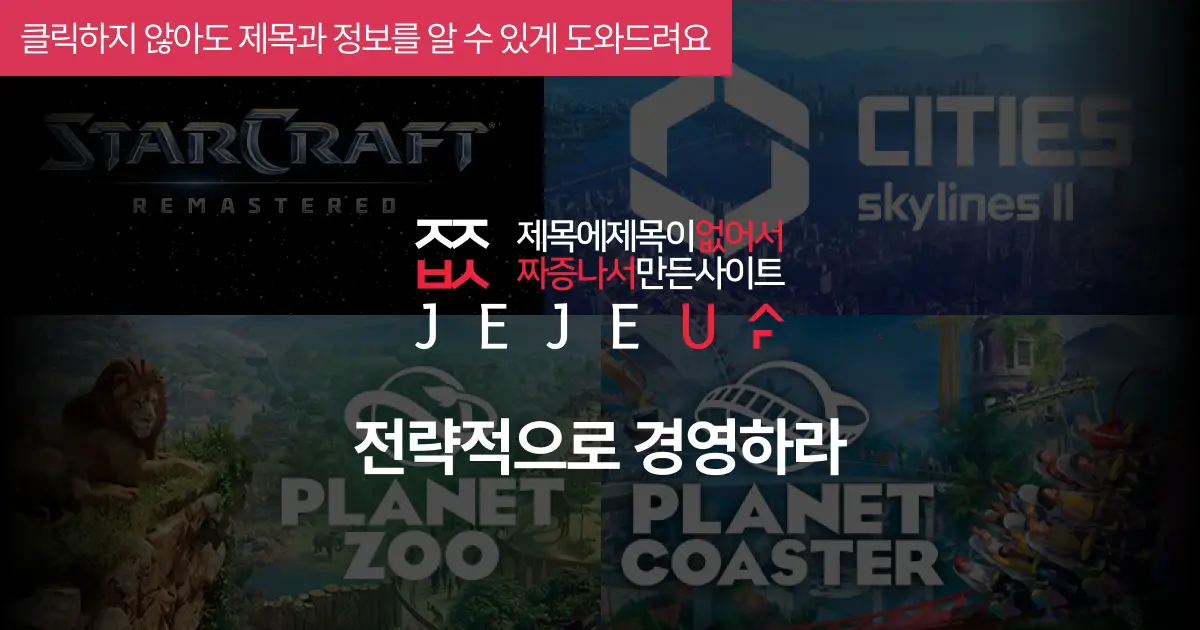 클릭하지 않아도 제목과 정보를 알 수 있게 도와드려요
STARCRAFT®
REMASTERED
CITIES
skylines II
제목에제목이없어서
짜증나서만든사이트
JEJEU
전략적으로 경영하라
PLANET
ZOO
PLANET
COASTER